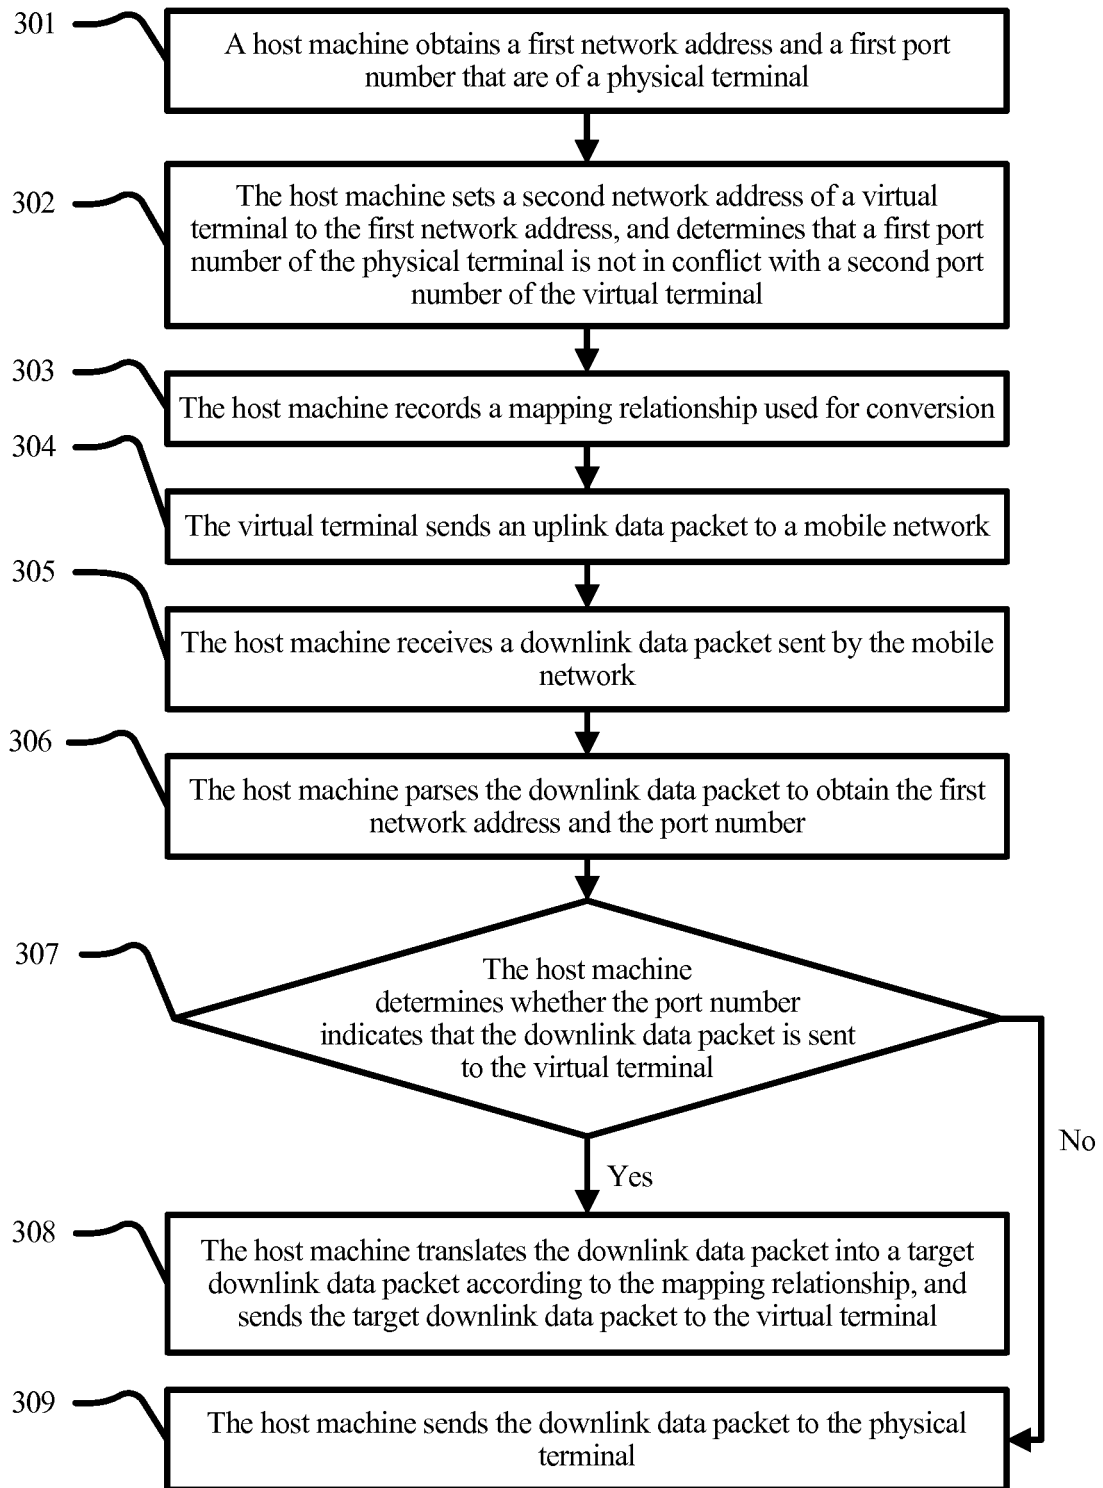 301
A host machine obtains a first network address and a first port
number that are of a physical terminal
302
The host machine sets a second network address of a virtual
terminal to the first network address, and determines that a first port
number of the physical terminal is not in conflict with a second port
number of the virtual terminal
303
The host machine records a mapping relationship used for conversion
304
The virtual terminal sends an uplink data packet to a mobile network
305
The host machine receives a downlink data packet sent by the mobile
network
306
The host machine parses the downlink data packet to obtain the first
network address and the port number
307
The host machine
determines whether the port number
indicates that the downlink data packet is sent
to the virtual terminal
No
Yes
308
The host machine translates the downlink data packet into a target
downlink data packet according to the mapping relationship, and
sends the target downlink data packet to the virtual terminal
309
The host machine sends the downlink data packet to the physical
terminal